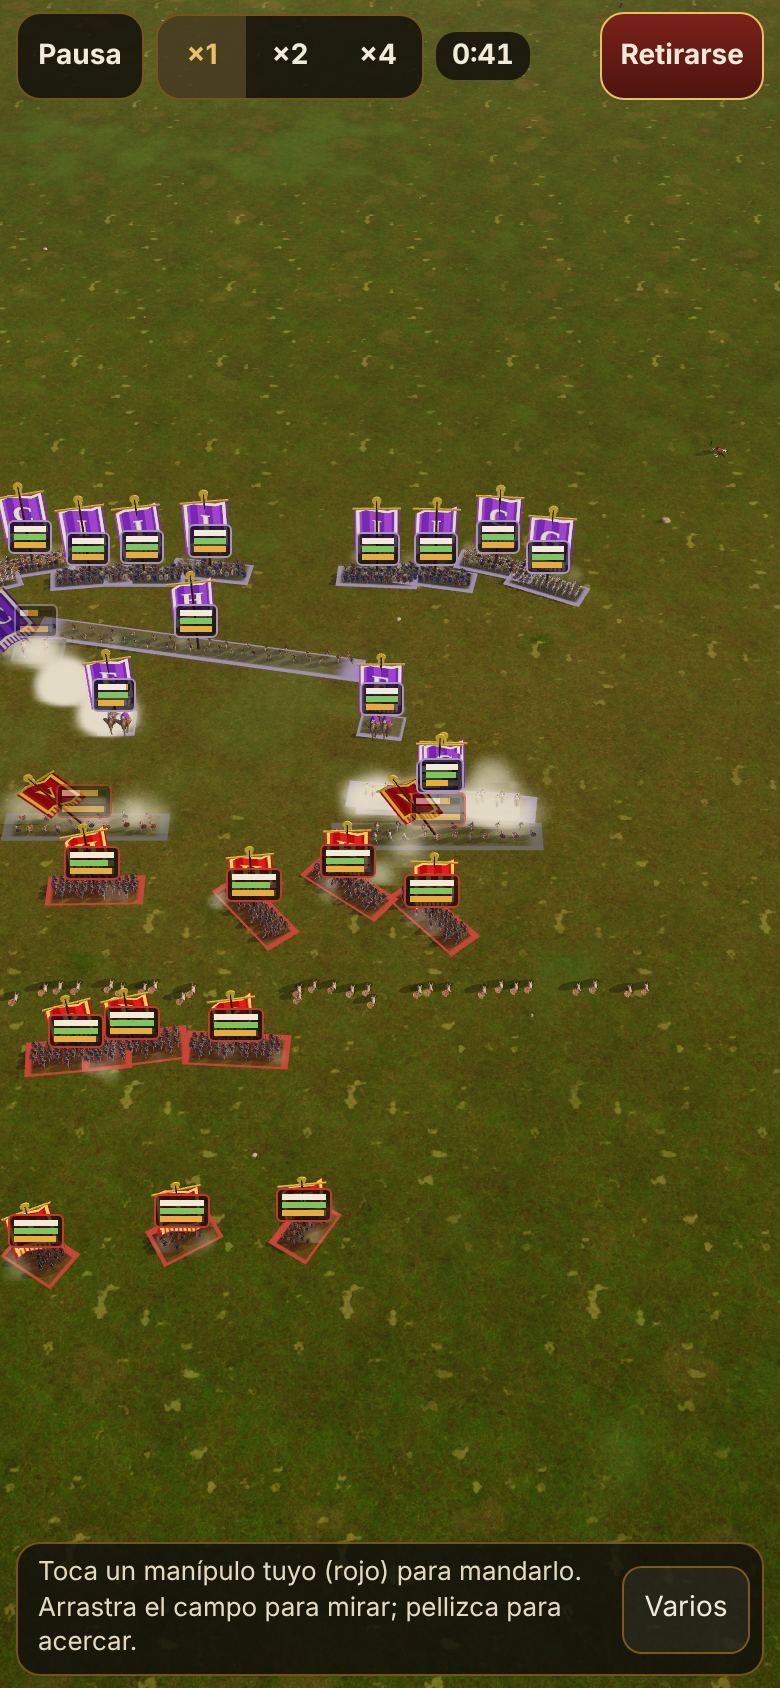 Pausa
×1
×2
×4
0:41
Retirarse
Toca un manípulo tuyo (rojo) para mandarlo.
Arrastra el campo para mirar; pellizca para
acercar.
Varios